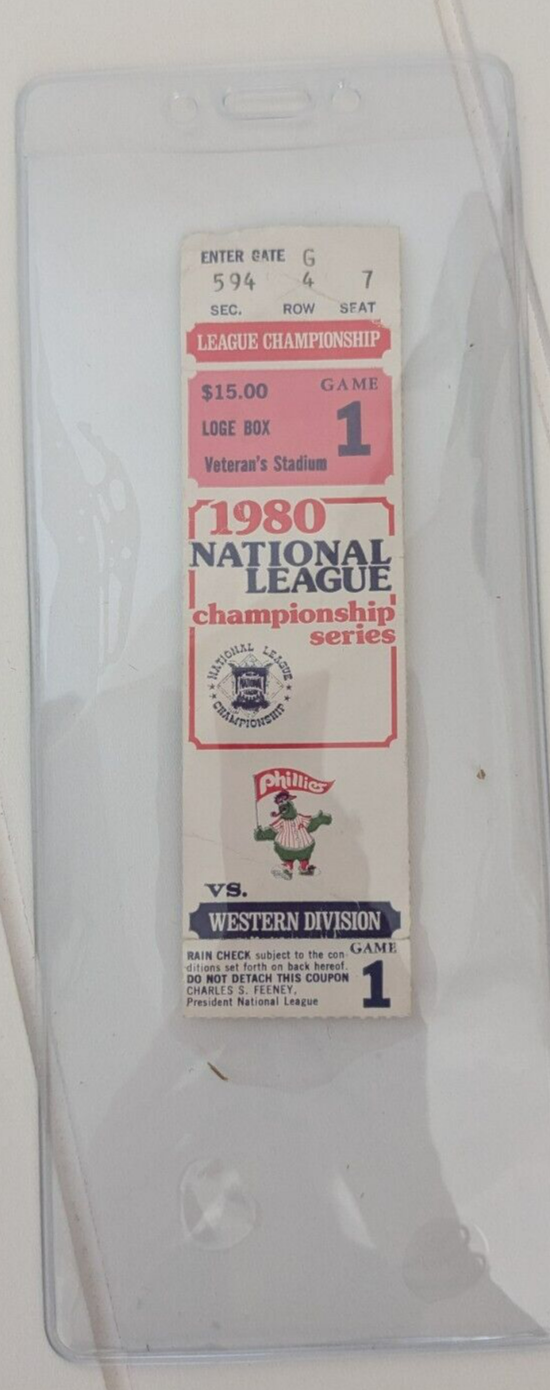 ENTER GATE G
594 4 7
SEC. ROW SEAT
LEAGUE CHAMPIONSHIP
$15.00 GAME
LOGE BOX 1
Veteran's Stadium
1980
NATIONAL
LEAGUE
championship
series
NATIONAL LEAGUE
CHAMPIONSHIP
Phillies
VS.
WESTERN DIVISION
RAIN CHECK subject to the con-
ditions set forth on back hereof.
DO NOT DETACH THIS COUPON
CHARLES S. FEENEY,
President National League
GAME
1